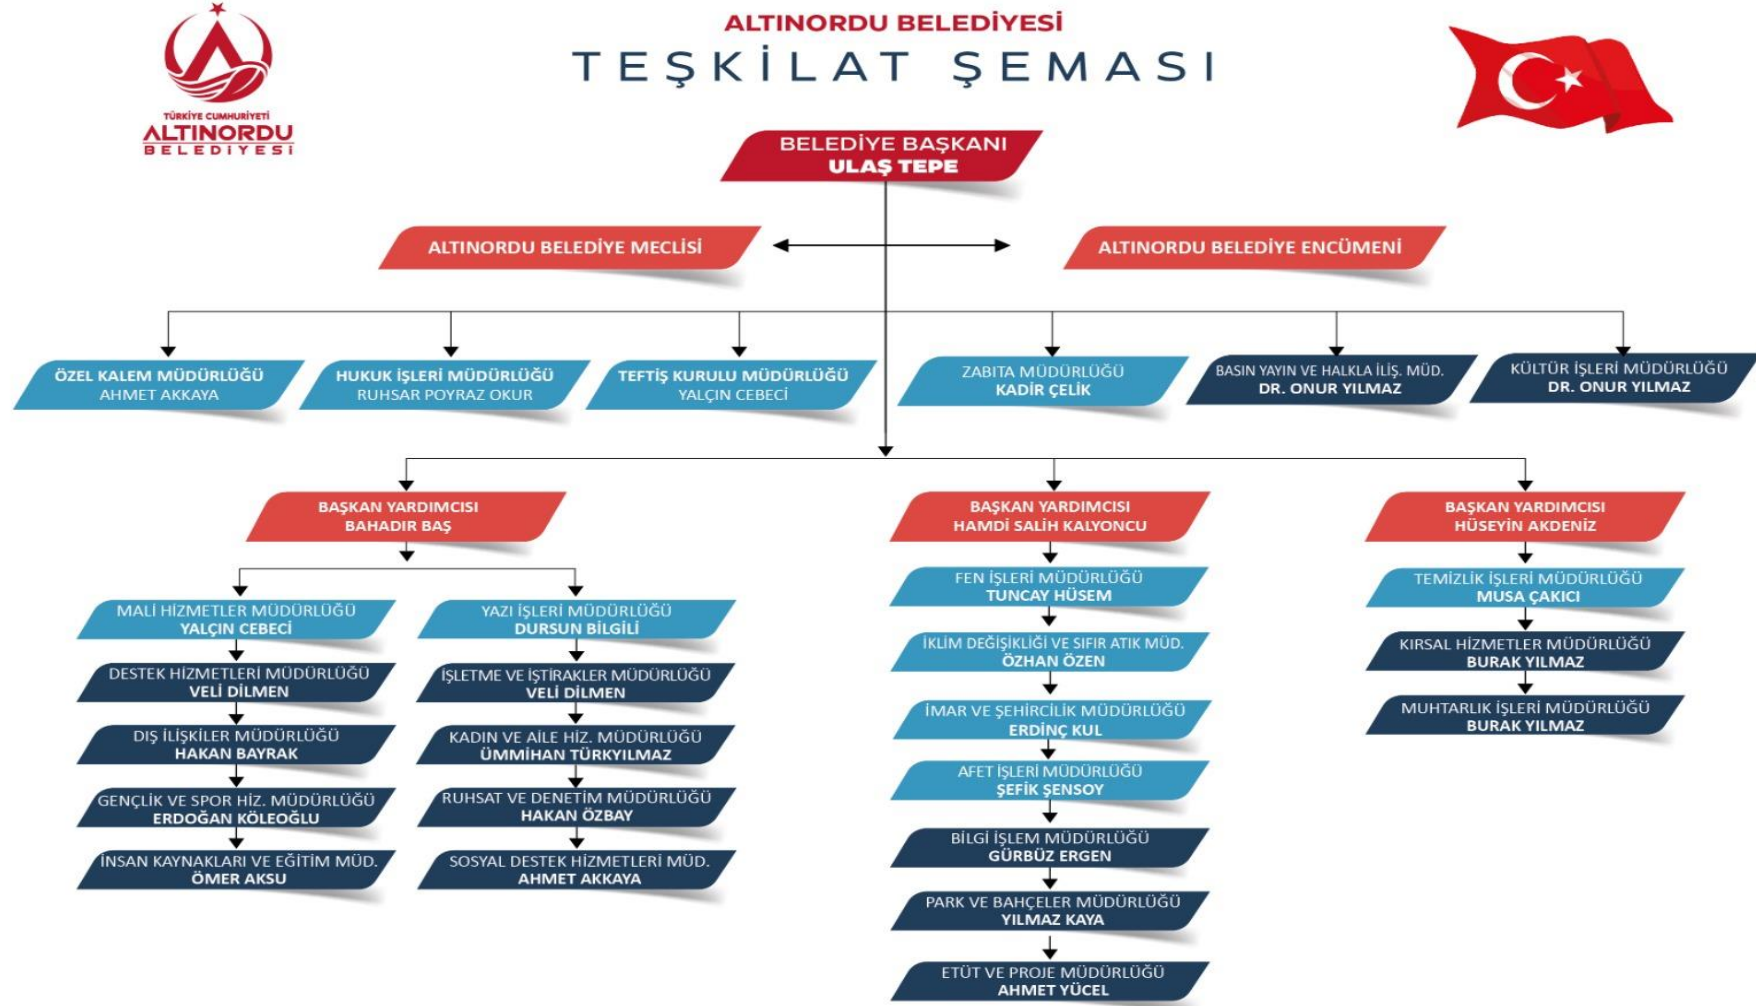 TÜRKİYE CUMHURİYETİ
ALTINORDU
BELEDİYESİ
ALTINORDU BELEDİYESİ
TEŞKİLAT ŞEMASI
BELEDİYE BAŞKANI
ULAŞ TEPE
ALTINORDU BELEDİYE MECLİSİ
ALTINORDU BELEDİYE ENCÜMENİ
ÖZEL KALEM MÜDÜRLÜĞÜ
AHMET AKKAYA
HUKUK İŞLERİ MÜDÜRLÜĞÜ
RUHSAR POYRAZ OKUR
TEFTİŞ KURULU MÜDÜRLÜĞÜ
YALÇIN CEBECİ
ZABITA MÜDÜRLÜĞÜ
KADİR ÇELİK
BASIN YAYIN VE HALKLA İLİŞ. MÜD.
DR. ONUR YILMAZ
KÜLTÜR İŞLERİ MÜDÜRLÜĞÜ
DR. ONUR YILMAZ
BAŞKAN YARDIMCISI
BAHADIR BAŞ
MALİ HİZMETLER MÜDÜRLÜĞÜ
YALÇIN CEBECİ
DESTEK HİZMETLERİ MÜDÜRLÜĞÜ
VELİ DİLMEN
DIŞ İLİŞKİLER MÜDÜRLÜĞÜ
HAKAN BAYRAK
GENÇLİK VE SPOR HİZ. MÜDÜRLÜĞÜ
ERDOĞAN KÖLEOĞLU
İNSAN KAYNAKLARI VE EĞİTİM MÜD.
ÖMER AKSU
YAZI İŞLERİ MÜDÜRLÜĞÜ
DURSUN BİLGİLİ
İŞLETME VE İŞTİRAKLER MÜDÜRLÜĞÜ
VELİ DİLMEN
KADIN VE AİLE HİZ. MÜDÜRLÜĞÜ
ÜMMİHAN TÜRKYILMAZ
RUHSAT VE DENETİM MÜDÜRLÜĞÜ
HAKAN ÖZBAY
SOSYAL DESTEK HİZMETLERİ MÜD.
AHMET AKKAYA
BAŞKAN YARDIMCISI
HAMDİ SALİH KALYONCU
FEN İŞLERİ MÜDÜRLÜĞÜ
TUNCAY HÜSEM
İKLİM DEĞİŞİKLİĞİ VE SIFIR ATIK MÜD.
ÖZHAN ÖZEN
İMAR VE ŞEHİRCİLİK MÜDÜRLÜĞÜ
ERDİNÇ KUL
AFET İŞLERİ MÜDÜRLÜĞÜ
ŞEFİK ŞENSOY
BİLGİ İŞLEM MÜDÜRLÜĞÜ
GÜRBÜZ ERGEN
PARK VE BAHÇELER MÜDÜRLÜĞÜ
YILMAZ KAYA
ETÜT VE PROJE MÜDÜRLÜĞÜ
AHMET YÜCEL
BAŞKAN YARDIMCISI
HÜSEYİN AKDENİZ
TEMİZLİK İŞLERİ MÜDÜRLÜĞÜ
MUSA ÇAKICI
KIRSAL HİZMETLER MÜDÜRLÜĞÜ
BURAK YILMAZ
MUHTARLIK İŞLERİ MÜDÜRLÜĞÜ
BURAK YILMAZ